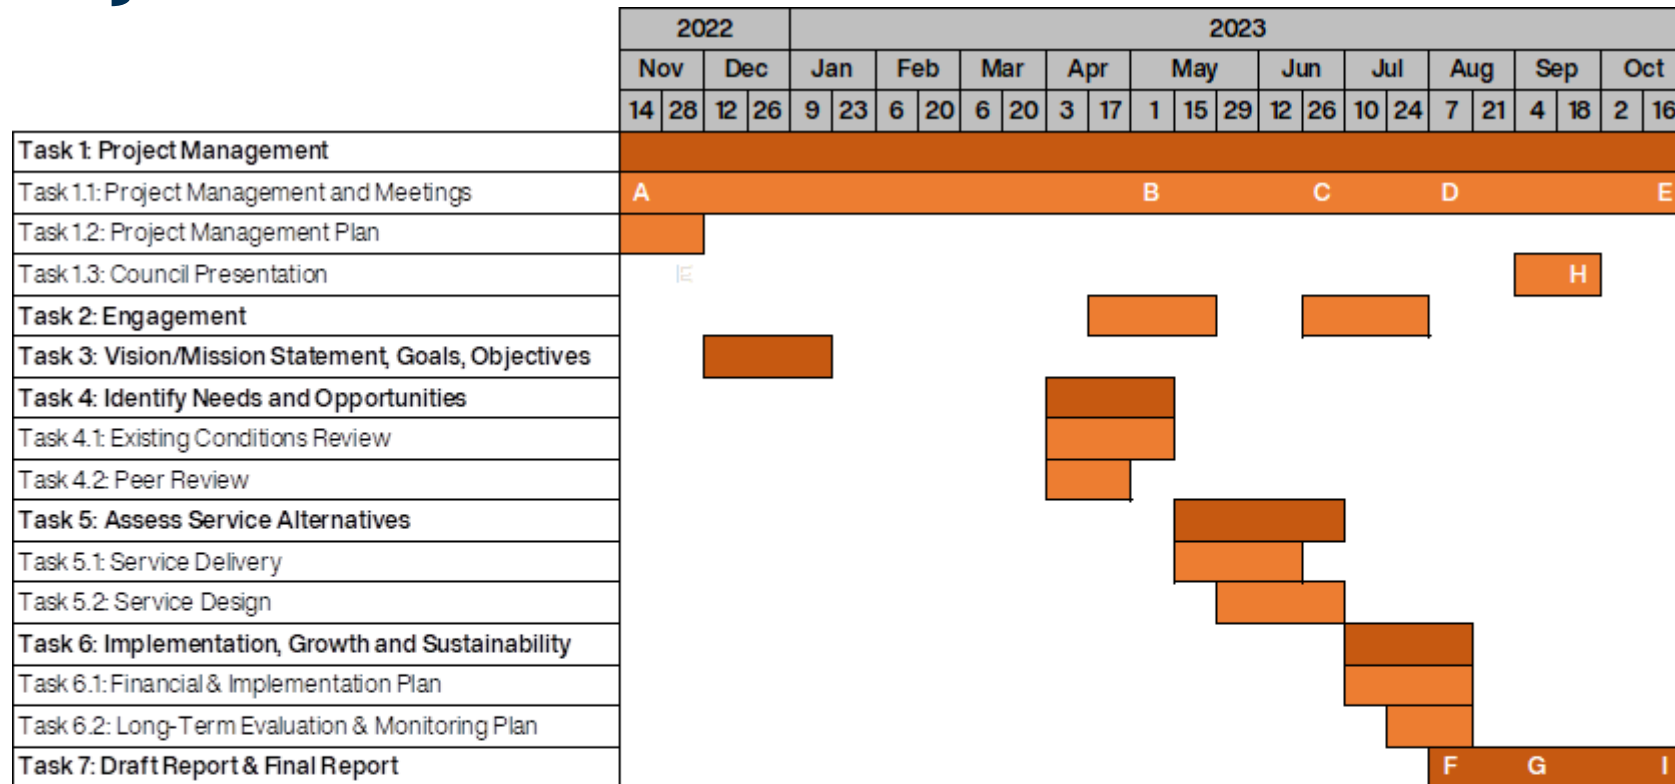 2022 2023
Nov Dec Jan Feb Mar Apr May Jun Jul Aug Sep Oct
14 28 12 26 9 23 6 20 6 20 3 17 1 15 29 12 26 10 24 7 21 4 18 2 16
Task 1: Project Management
Task 1.1: Project Management and Meetings A B C D E
Task 1.2: Project Management Plan
Task 1.3: Council Presentation H
Task 2: Engagement
Task 3: Vision/Mission Statement, Goals, Objectives
Task 4: Identify Needs and Opportunities
Task 4.1: Existing Conditions Review
Task 4.2: Peer Review
Task 5: Assess Service Alternatives
Task 5.1: Service Delivery
Task 5.2: Service Design
Task 6: Implementation, Growth and Sustainability
Task 6.1: Financial & Implementation Plan
Task 6.2: Long-Term Evaluation & Monitoring Plan
Task 7: Draft Report & Final Report F G I